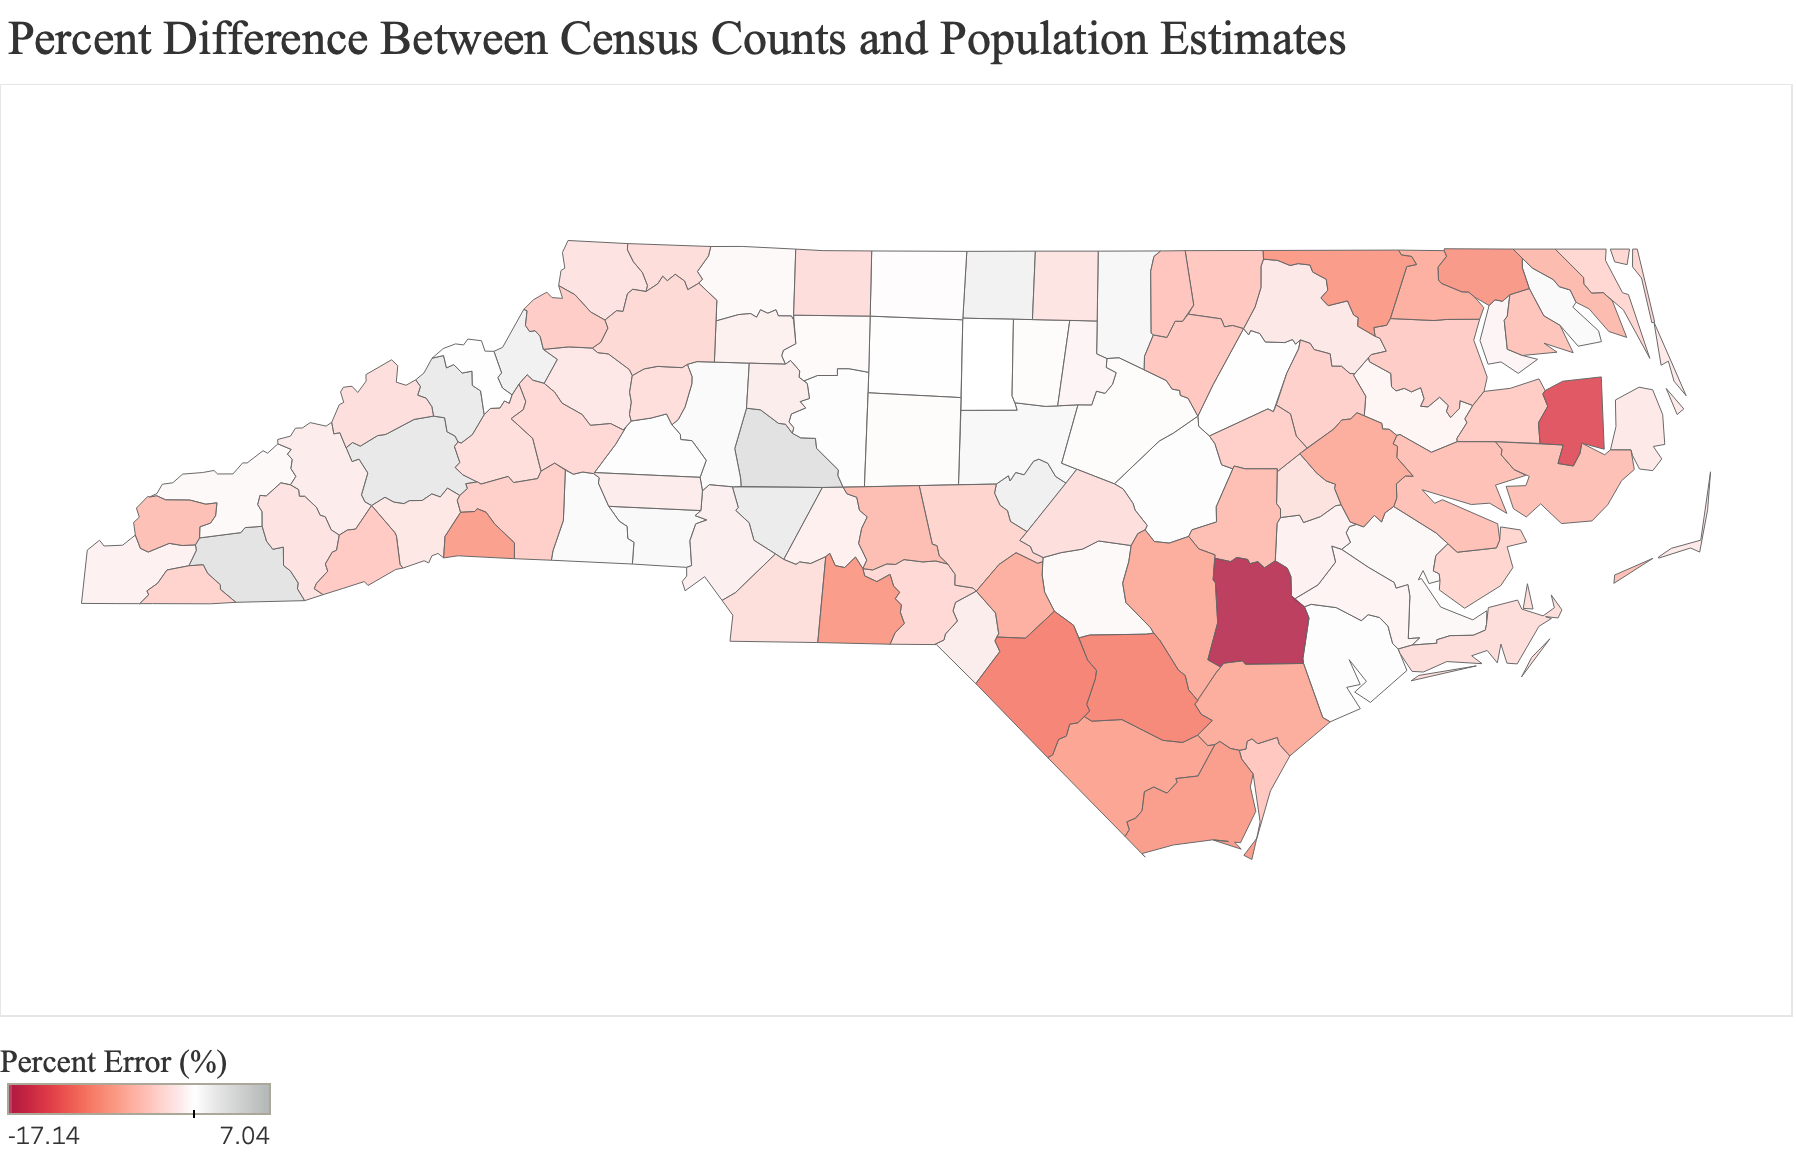 Percent Difference Between Census Counts and Population Estimates
Percent Error (%)
-17.14 7.04